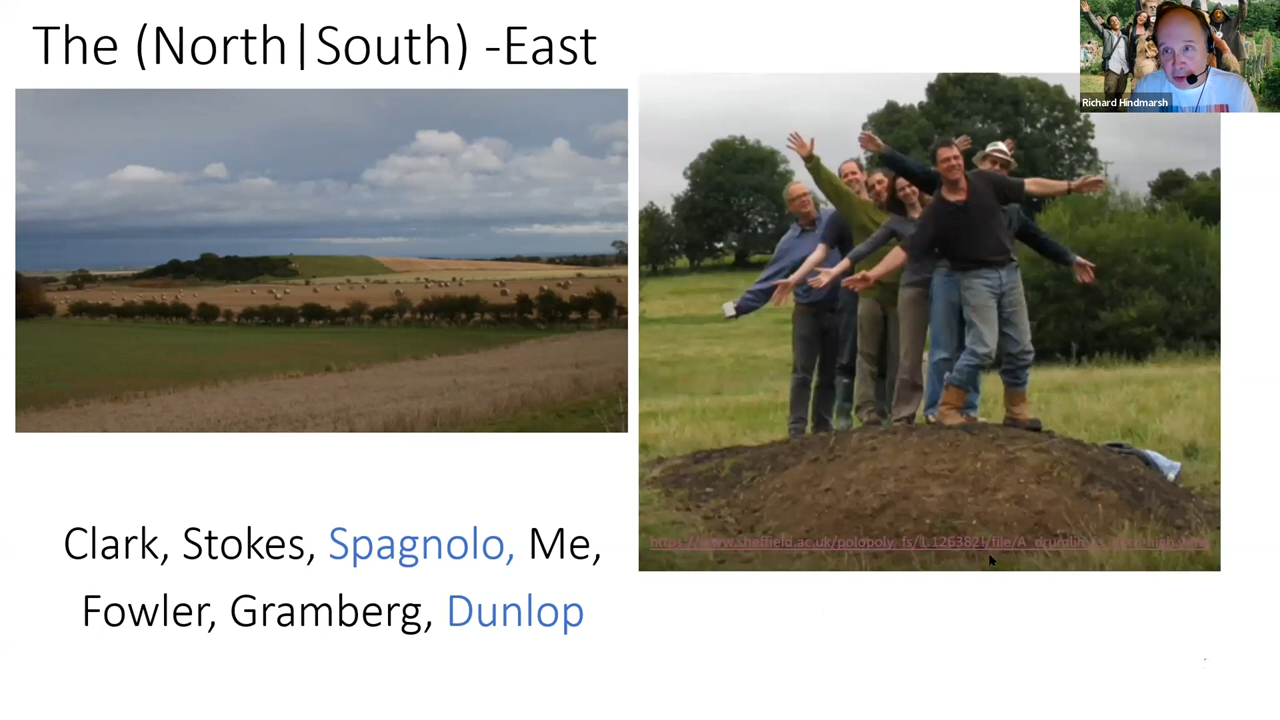 The (North|South) -East
Richard Hindmarsh
Clark, Stokes, Spagnolo, Me,
Fowler, Gramberg, Dunlop